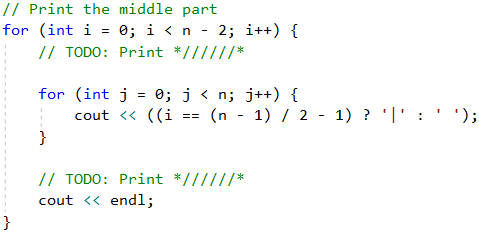 // Print the middle part
for (int i = 0; i < n - 2; i++) {
// TODO: Print *//////*
for (int j = 0; j < n; j++) {
cout << ((i == (n - 1) / 2 - 1) ? '|' : ' ');
}
// TODO: Print *//////*
cout << endl;
}